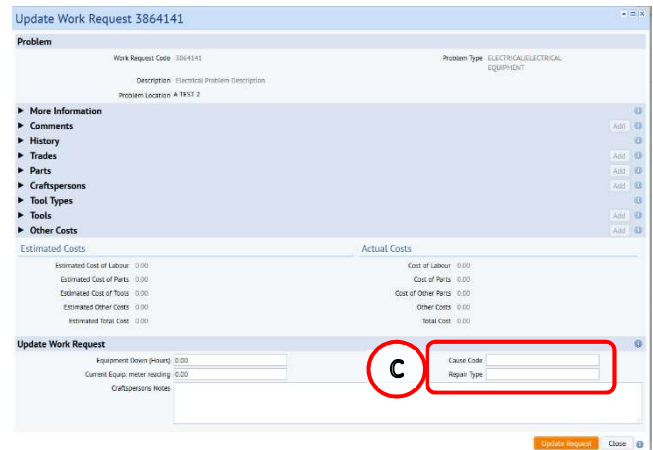 Update Work Request 3864141
Problem
Work Request Code 3864141
Problem Type ELECTRICAL|ELECTRICAL
EQUIPMENT
Description Electrical Problem Description
Problem Location A TEST 2
More Information
Comments Add
History
Trades Add
Parts Add
Craftspersons Add
Tool Types
Tools Add
Other Costs Add
Estimated Costs Actual Costs
Estimated Cost of Labour 0.00 Cost of Labour 0.00
Estimated Cost of Parts 0.00 Cost of Parts 0.00
Estimated Cost of Tools 0.00 Cost of Other Parts 0.00
Estimated Other Costs 0.00 Other Costs 0.00
Estimated Total Cost 0.00 Total Cost 0.00
Update Work Request
Equipment Down (Hours) 0.00 Cause Code
Current Equip. meter reading 0.00 Repair Type
C
Craftspersons Notes
Update Request Close